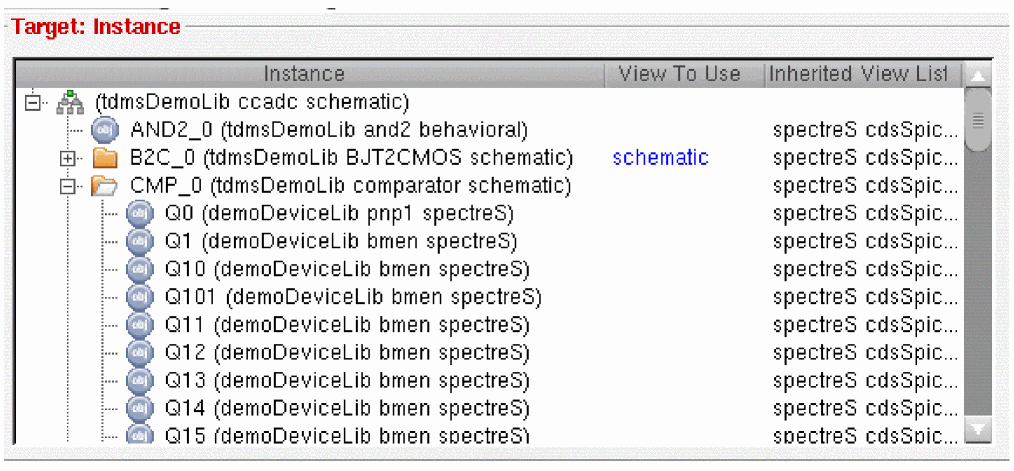 Target: Instance
Instance View To Use Inherited View List
(tdmsDemoLib ccadc schematic)
AND2_0 (tdmsDemoLib and2 behavioral) spectreS cdsSpic...
B2C_0 (tdmsDemoLib BJT2CMOS schematic) schematic spectreS cdsSpic...
CMP_0 (tdmsDemoLib comparator schematic) spectreS cdsSpic...
Q0 (demoDeviceLib pnp1 spectreS) spectreS cdsSpic...
Q1 (demoDeviceLib bmen spectreS) spectreS cdsSpic...
Q10 (demoDeviceLib bmen spectreS) spectreS cdsSpic...
Q101 (demoDeviceLib bmen spectreS) spectreS cdsSpic...
Q11 (demoDeviceLib bmen spectreS) spectreS cdsSpic...
Q12 (demoDeviceLib bmen spectreS) spectreS cdsSpic...
Q13 (demoDeviceLib bmen spectreS) spectreS cdsSpic...
Q14 (demoDeviceLib bmen spectreS) spectreS cdsSpic...
Q15 (demoDeviceLib bmen spectreS) spectreS cdsSpic...